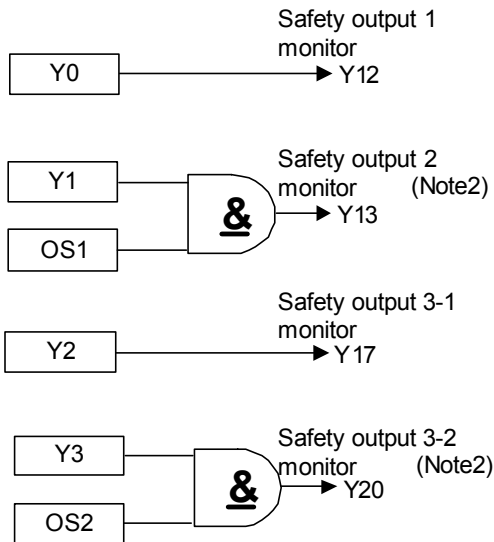 Safety output 1
monitor
Y0
Y12
Safety output 2
monitor (Note2)
Y1
&
Y13
OS1
Safety output 3-1
monitor
Y2
Y17
Safety output 3-2
monitor (Note2)
Y3
&
Y20
OS2